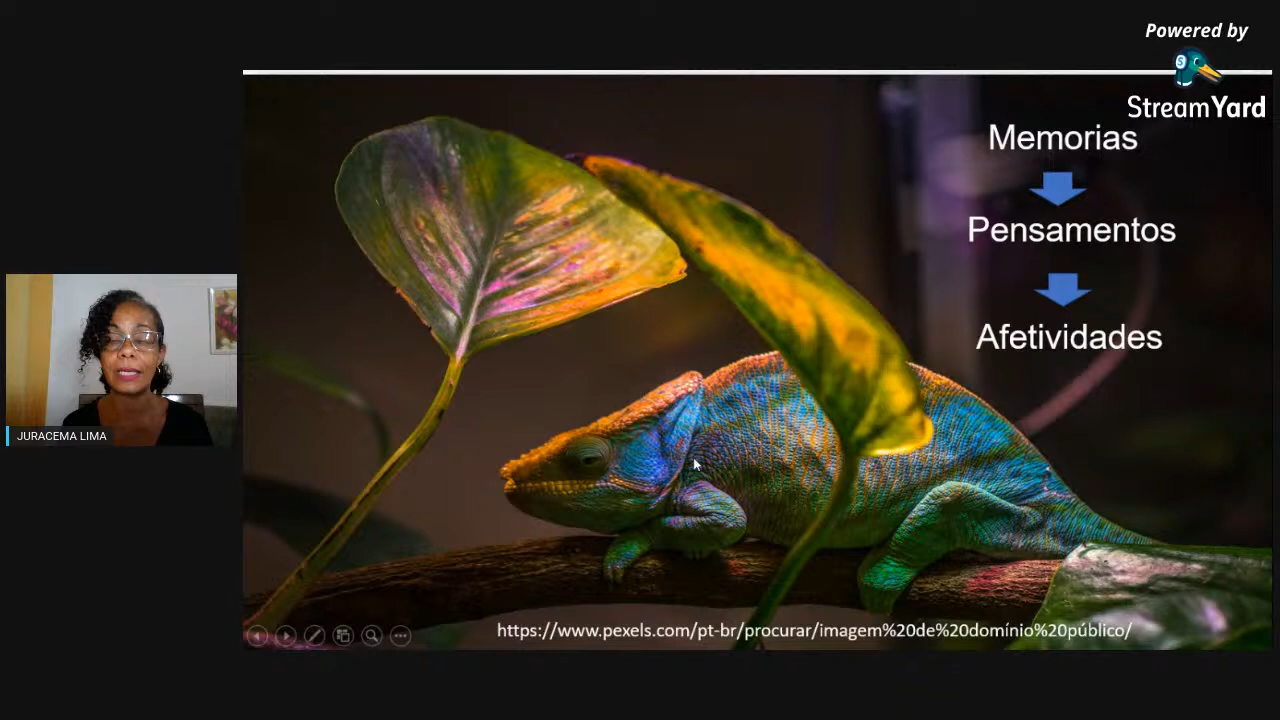 Powered by
StreamYard
Memorias
Pensamentos
Afetividades
JURACEMA LIMA
https://www.pexels.com/pt-br/procurar/imagem%20de%20domínio%20público/